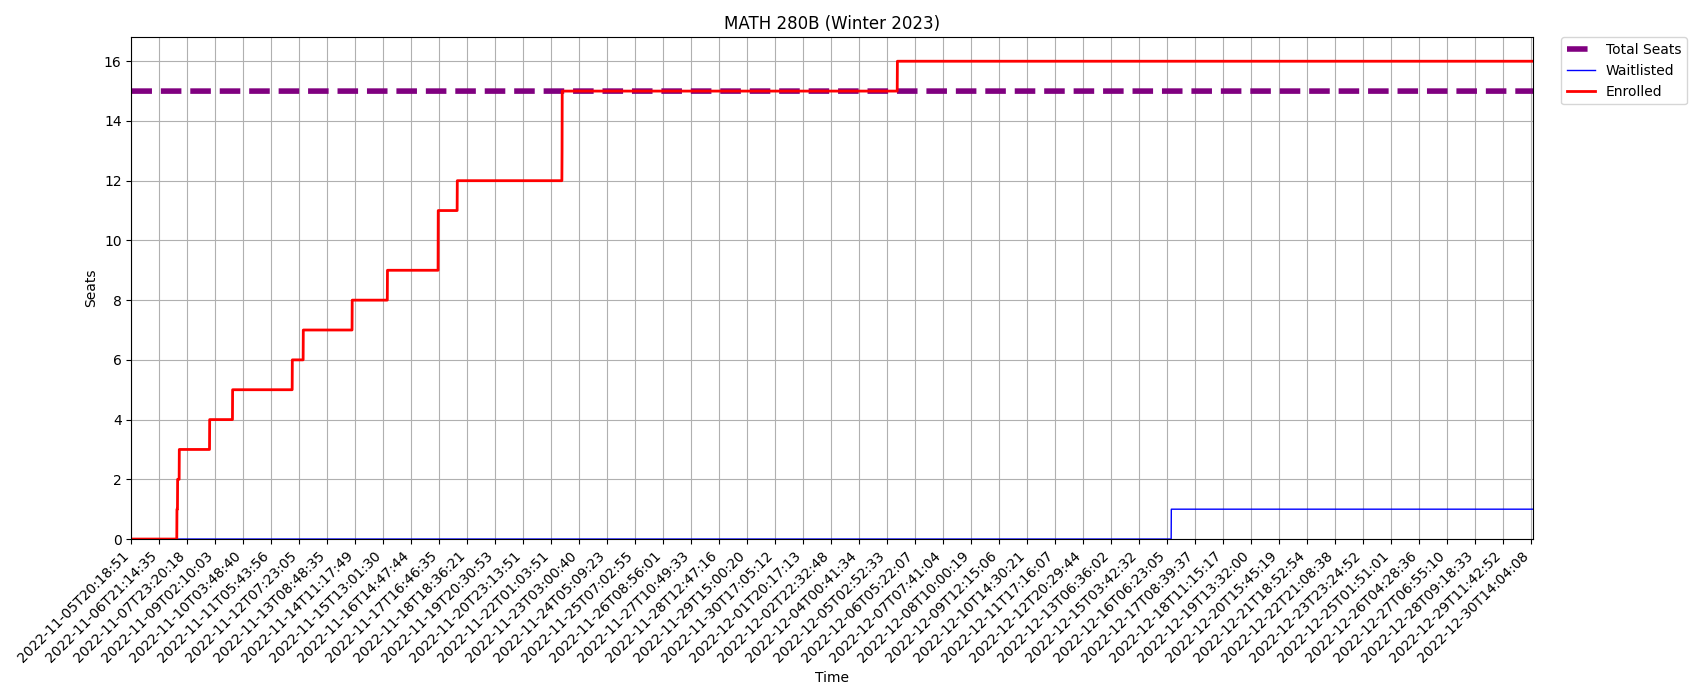 MATH 280B (Winter 2023)
Total Seats
Waitlisted
Enrolled
Seats
16
14
12
10
8
6
4
2
0
2022-11-05T20:18:51
2022-11-06T21:14:35
2022-11-07T23:20:18
2022-11-09T02:10:03
2022-11-10T03:48:40
2022-11-11T05:43:56
2022-11-12T07:23:05
2022-11-13T08:48:35
2022-11-14T11:17:49
2022-11-15T13:01:30
2022-11-16T14:47:44
2022-11-17T16:46:35
2022-11-18T18:36:21
2022-11-19T20:30:53
2022-11-20T23:13:51
2022-11-22T01:03:51
2022-11-23T03:00:40
2022-11-24T05:09:23
2022-11-25T07:02:55
2022-11-26T08:56:01
2022-11-27T10:49:33
2022-11-28T12:47:16
2022-11-29T15:00:20
2022-11-30T17:05:12
2022-12-01T20:17:13
2022-12-02T22:32:48
2022-12-04T00:41:34
2022-12-05T02:52:33
2022-12-06T05:22:07
2022-12-07T07:41:04
2022-12-08T10:00:19
2022-12-09T12:15:06
2022-12-10T14:30:21
2022-12-11T17:16:07
2022-12-12T20:29:44
2022-12-13T06:36:02
2022-12-15T03:42:32
2022-12-16T06:23:05
2022-12-17T08:39:37
2022-12-18T11:15:17
2022-12-19T13:32:00
2022-12-20T15:45:19
2022-12-21T18:52:54
2022-12-22T21:08:38
2022-12-23T23:24:52
2022-12-25T01:51:01
2022-12-26T04:28:36
2022-12-27T06:55:10
2022-12-28T09:18:33
2022-12-29T11:42:52
2022-12-30T14:04:08
Time